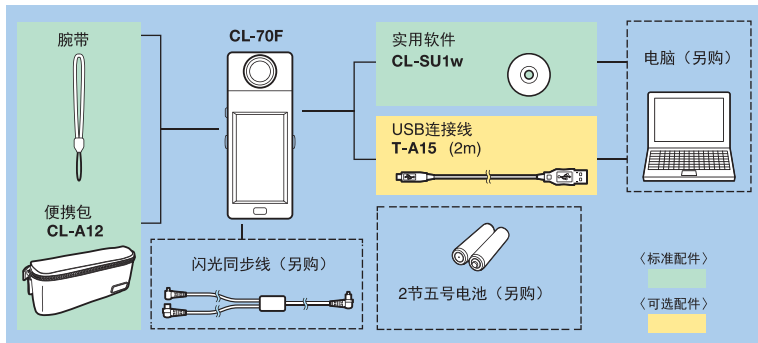 腕带
便携包
CL-A12
CL-70F
闪光同步线（另购）
实用软件
CL-SU1w
USB连接线
T-A15 (2m)
2节五号电池（另购）
电脑（另购）
〈标准配件〉
〈可选配件〉